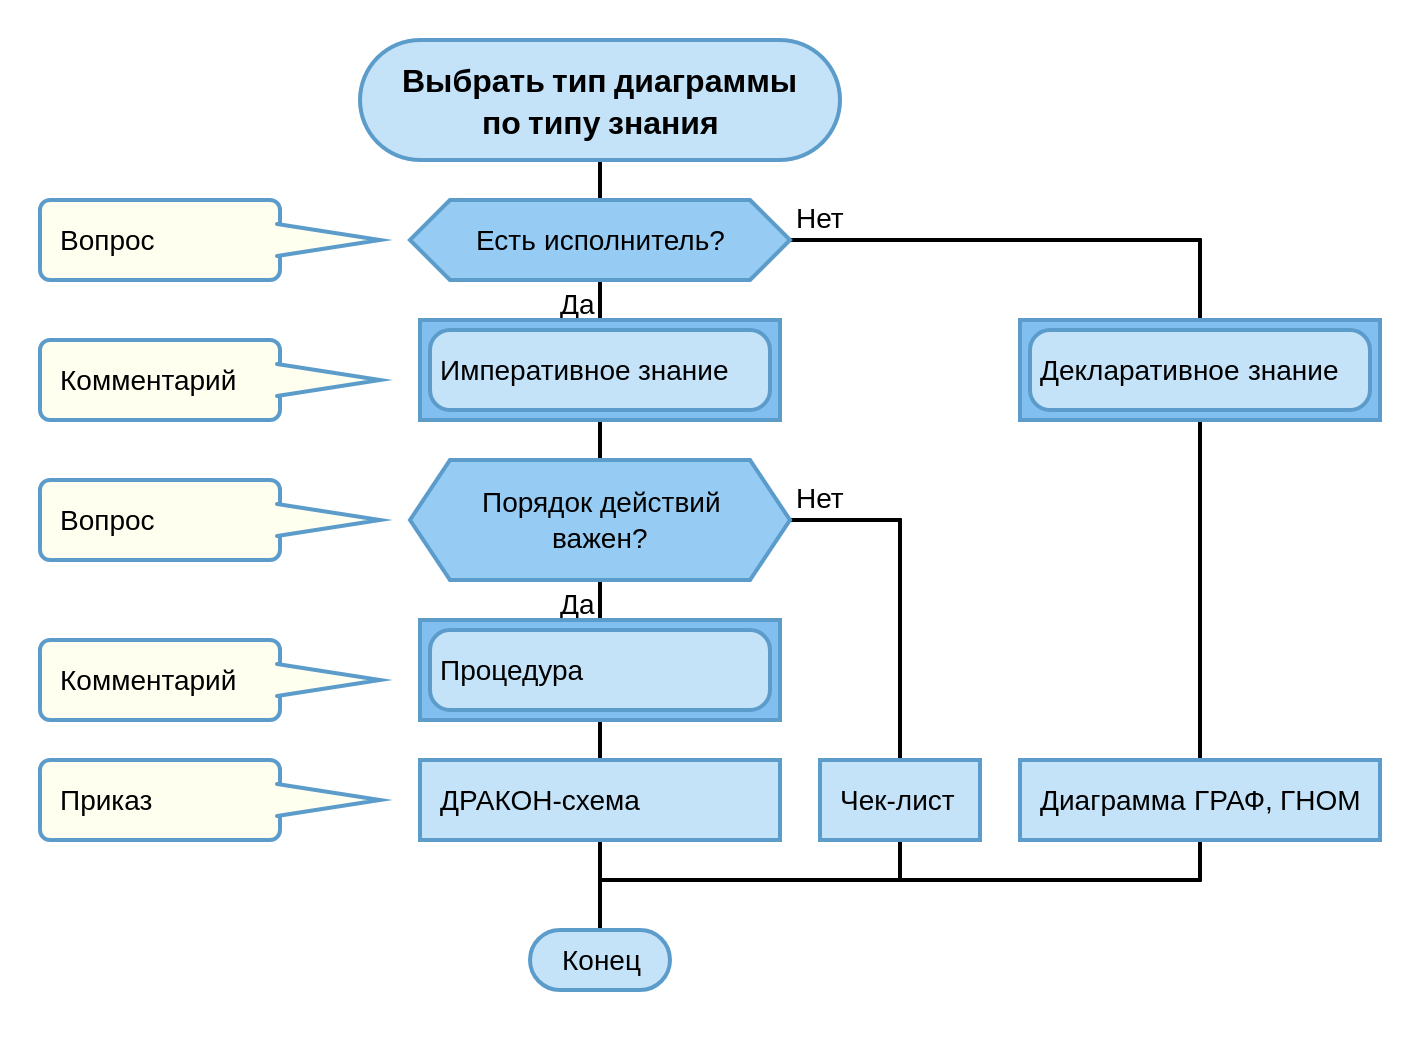 Выбрать тип диаграммы
по типу знания
Вопрос
Есть исполнитель?
Нет
Да
Комментарий
Императивное знание
Декларативное знание
Вопрос
Порядок действий
важен?
Нет
Да
Комментарий
Процедура
Приказ
ДРАКОН-схема
Чек-лист
Диаграмма ГРАФ, ГНОМ
Конец